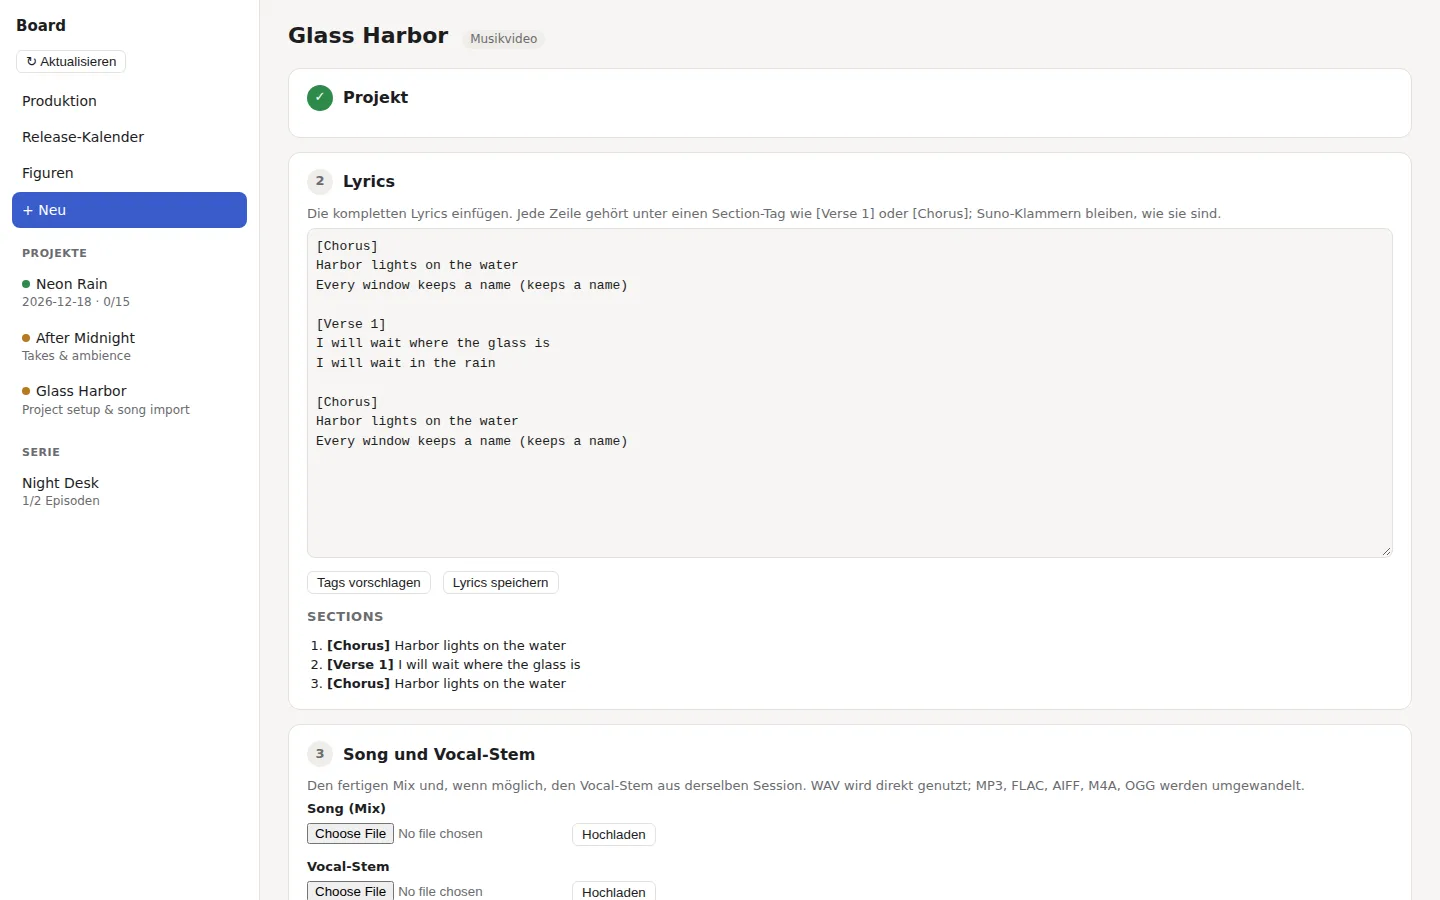 Board
↻ Aktualisieren
Produktion
Release-Kalender
Figuren
+ Neu
PROJEKTE
Neon Rain
2026-12-18 · 0/15
After Midnight
Takes & ambience
Glass Harbor
Project setup & song import
SERIE
Night Desk
1/2 Episoden
Glass Harbor Musikvideo
✓ Projekt
2 Lyrics
Die kompletten Lyrics einfügen. Jede Zeile gehört unter einen Section-Tag wie [Verse 1] oder [Chorus]; Suno-Klammern bleiben, wie sie sind.
[Chorus]
Harbor lights on the water
Every window keeps a name (keeps a name)
[Verse 1]
I will wait where the glass is
I will wait in the rain
[Chorus]
Harbor lights on the water
Every window keeps a name (keeps a name)
Tags vorschlagen Lyrics speichern
SECTIONS
1. [Chorus] Harbor lights on the water
2. [Verse 1] I will wait where the glass is
3. [Chorus] Harbor lights on the water
3 Song und Vocal-Stem
Den fertigen Mix und, wenn möglich, den Vocal-Stem aus derselben Session. WAV wird direkt genutzt; MP3, FLAC, AIFF, M4A, OGG werden umgewandelt.
Song (Mix)
Choose File No file chosen Hochladen
Vocal-Stem
Choose File No file chosen Hochladen